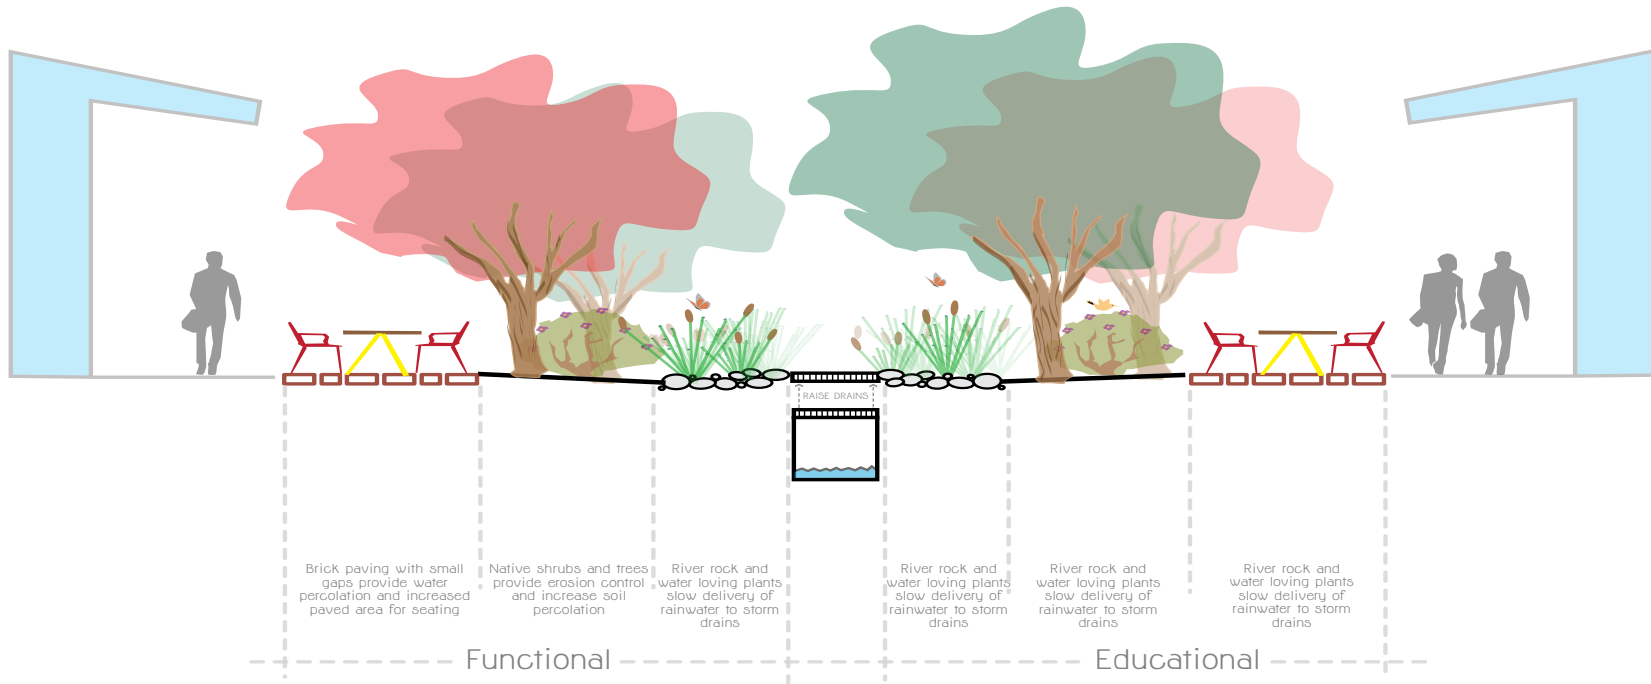 RAISE DRAINS
Brick paving with small
gaps provide water
percolation and increased
paved area for seating
Native shrubs and trees
provide erosion control
and increase soil
percolation
River rock and
water loving plants
slow delivery of
rainwater to storm
drains
River rock and
water loving plants
slow delivery of
rainwater to storm
drains
River rock and
water loving plants
slow delivery of
rainwater to storm
drains
River rock and
water loving plants
slow delivery of
rainwater to storm
drains
Functional
Educational